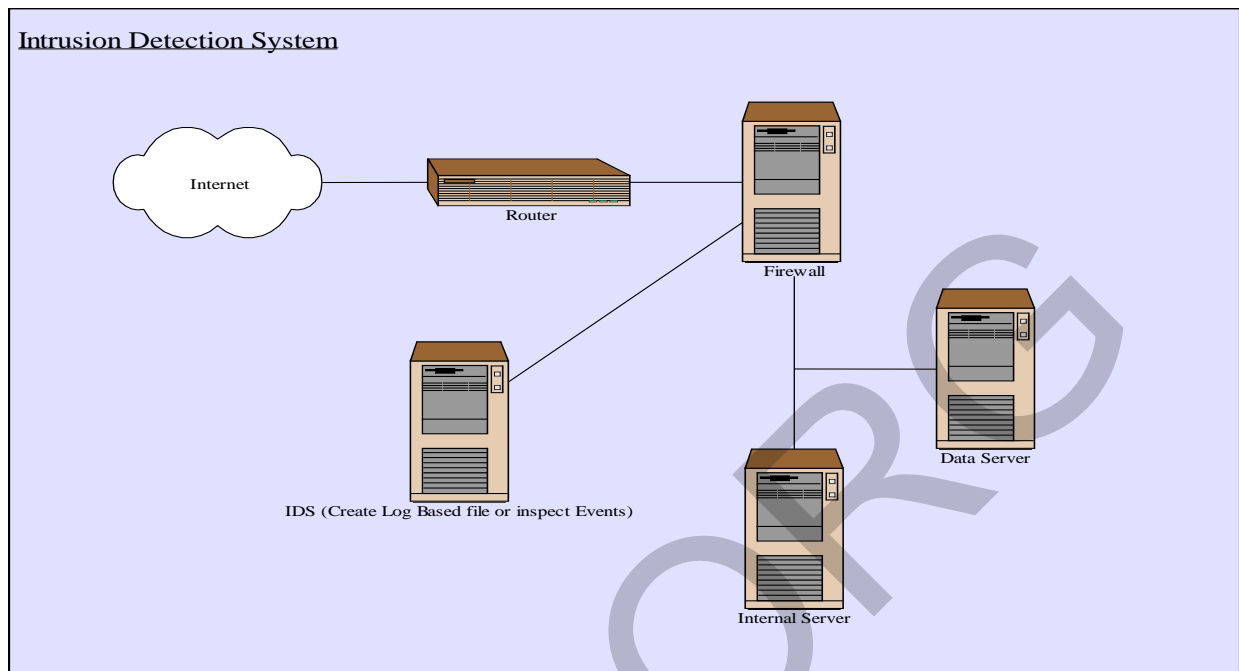 Intrusion Detection System
Internet
Router
Firewall
Data Server
IDS (Create Log Based file or inspect Events)
Internal Server
ORG